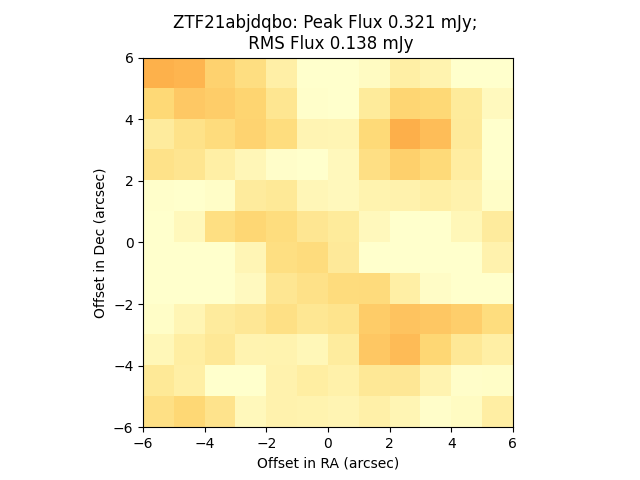 ZTF21abjdqbo: Peak Flux 0.321 mJy;
RMS Flux 0.138 mJy
6
4
2
0
−2
−4
−6
Offset in Dec (arcsec)
−6 −4 −2 0 2 4 6
Offset in RA (arcsec)